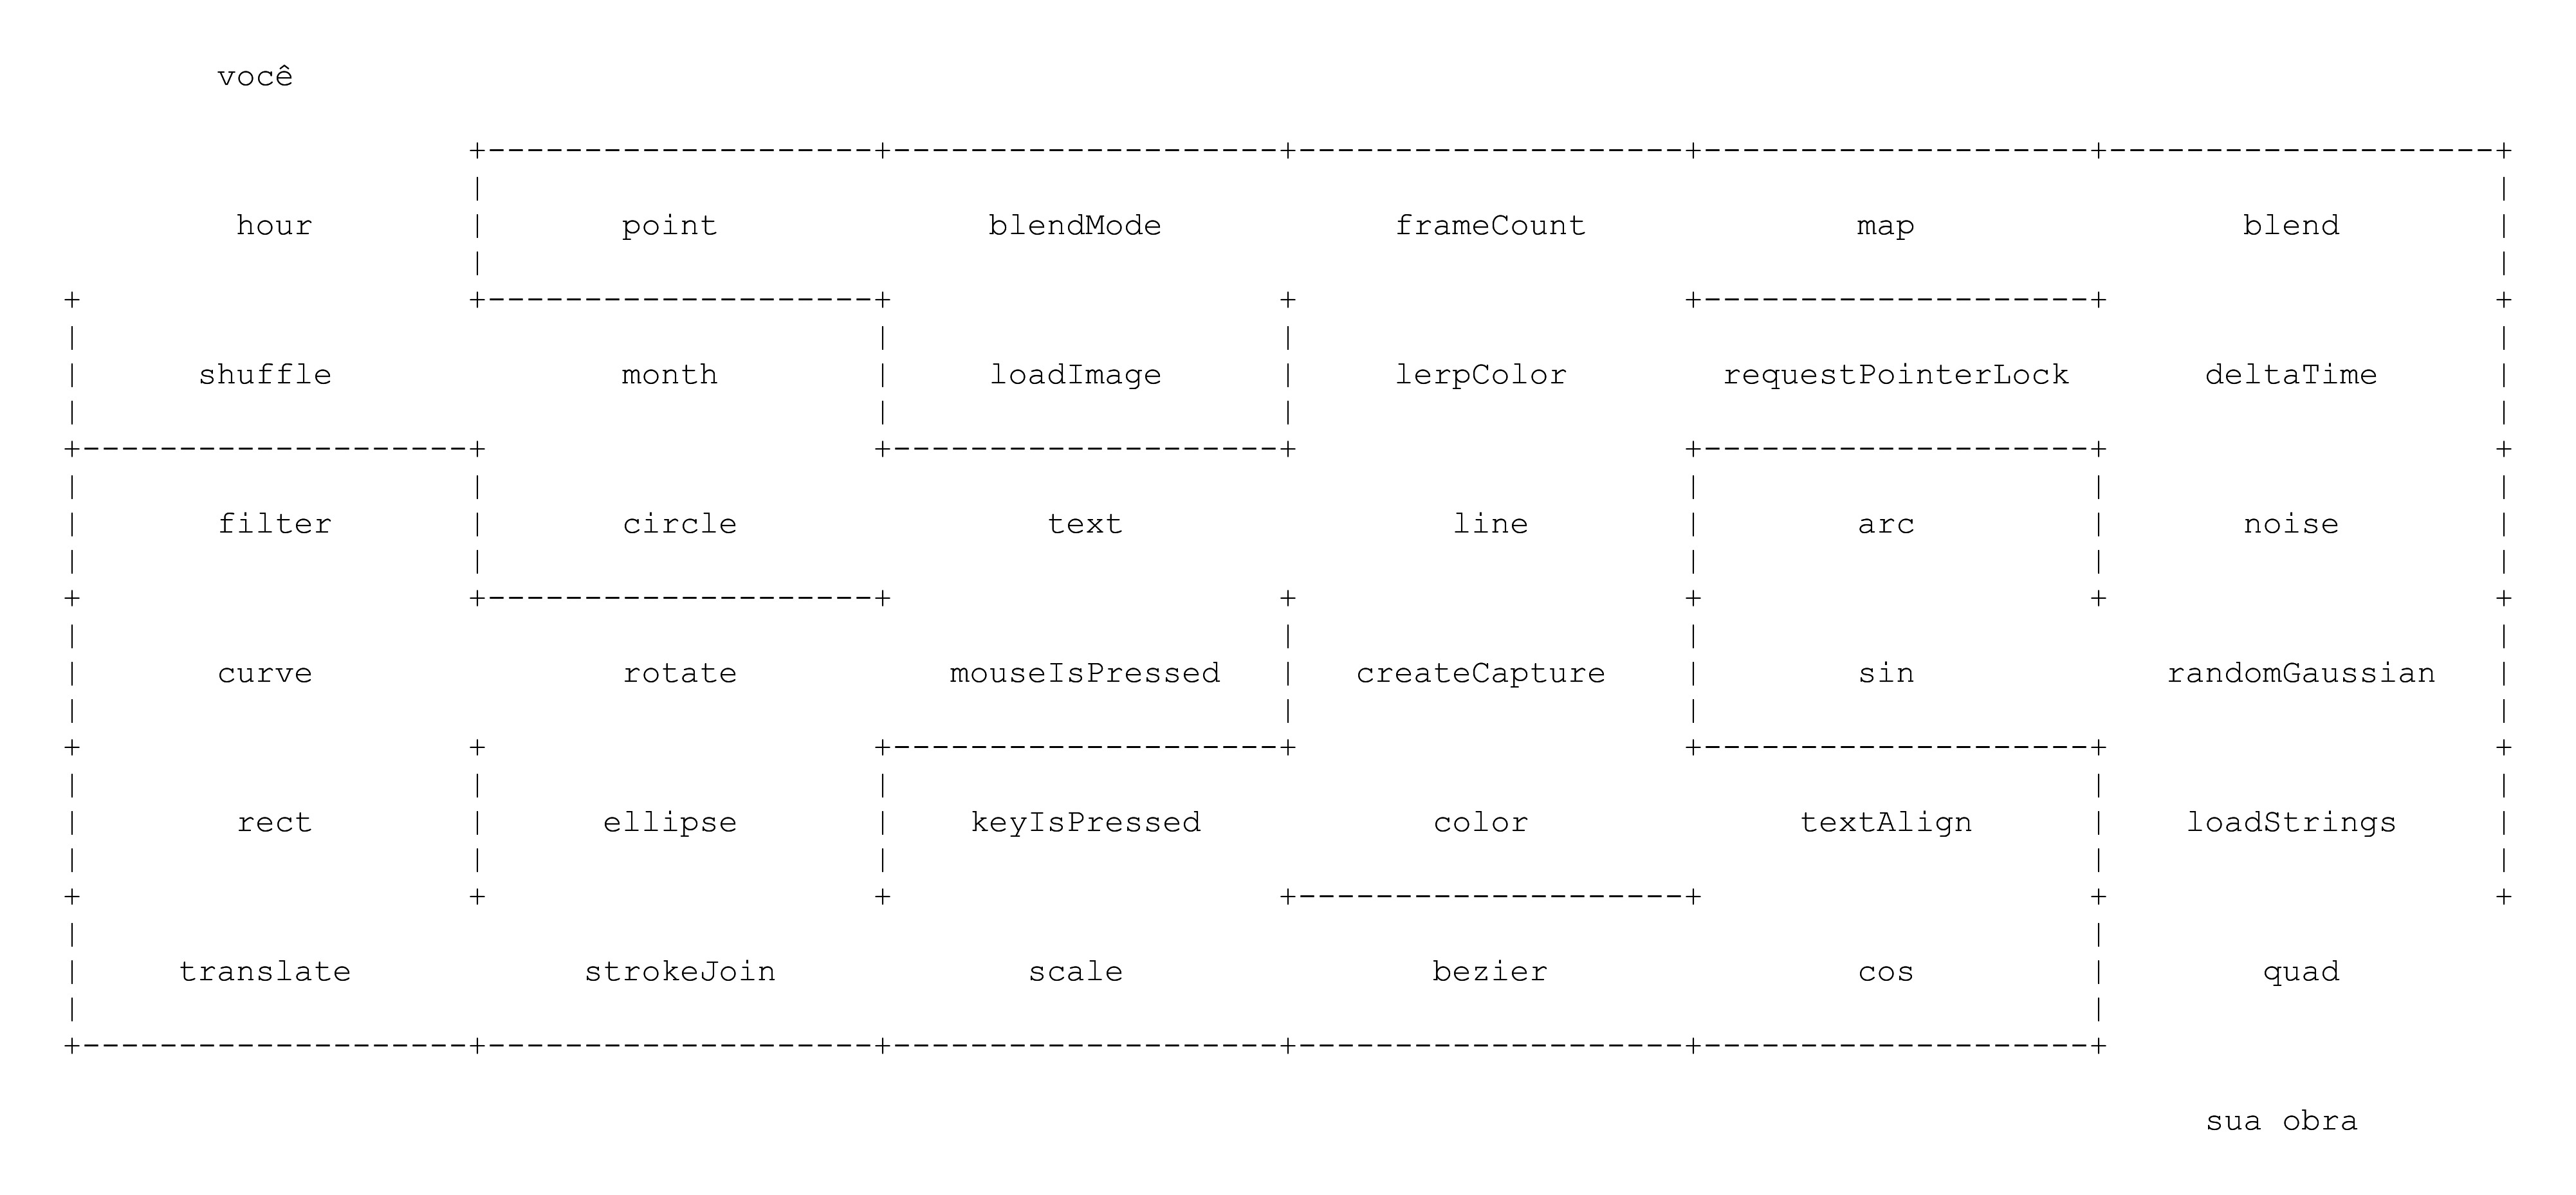 você
hour point blendMode frameCount map blend
shuffle month loadImage lerpColor requestPointerLock deltaTime
filter circle text line arc noise
curve rotate mouseIsPressed createCapture sin randomGaussian
rect ellipse keyIsPressed color textAlign loadStrings
translate strokeJoin scale bezier cos quad
sua obra